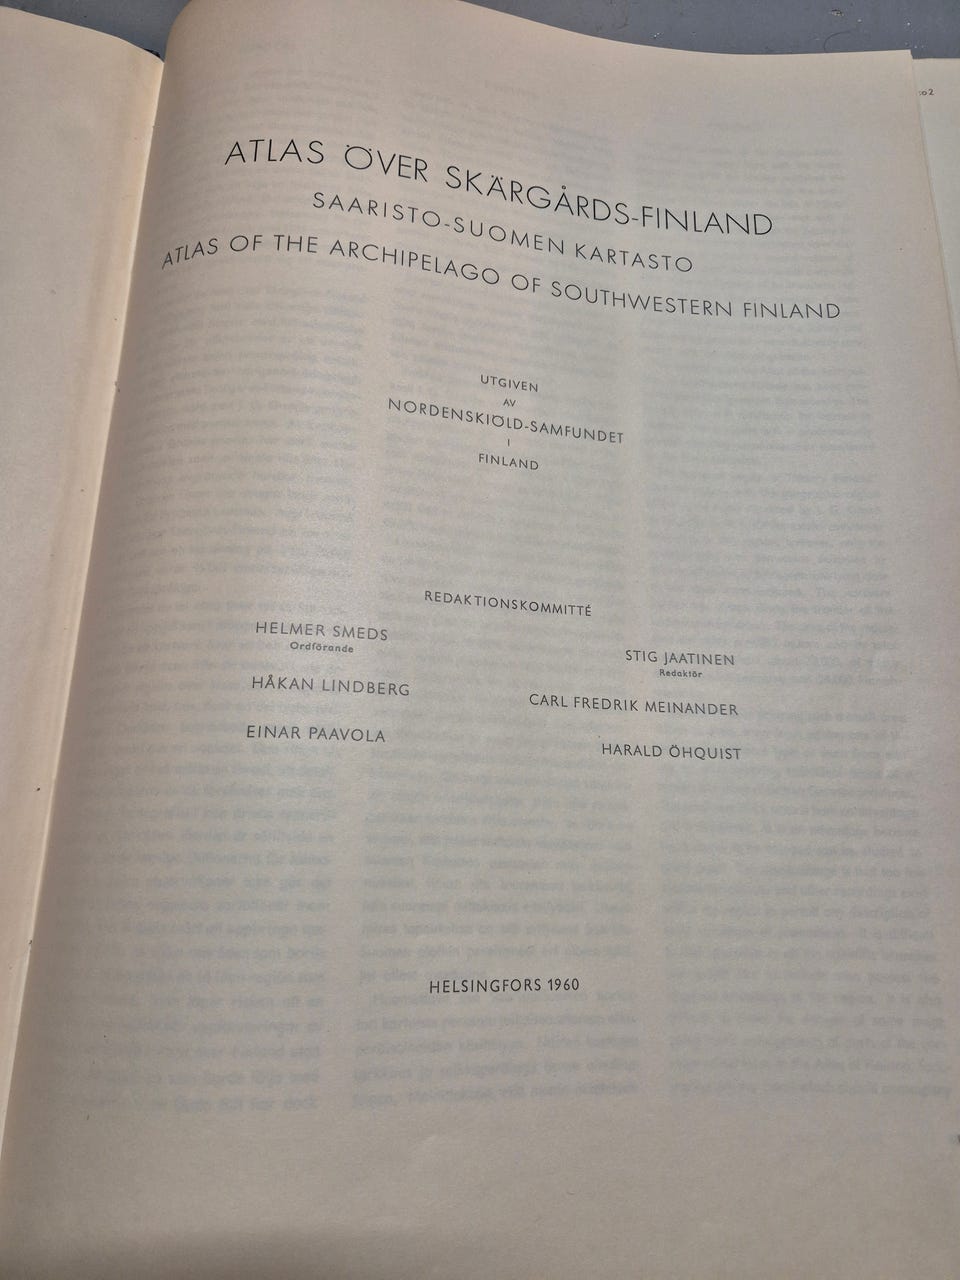 ATLAS ÖVER SKÄRGÅRDS-FINLAND
SAARISTO-SUOMEN KARTASTO
ATLAS OF THE ARCHIPELAGO OF SOUTHWESTERN FINLAND
UTGIVEN
AV
NORDENSKIÖLD-SAMFUNDET
I
FINLAND
REDAKTIONSKOMMITTÉ
HELMER SMEDS
Ordförande
HÅKAN LINDBERG
EINAR PAAVOLA
STIG JAATINEN
Redaktör
CARL FREDRIK MEINANDER
HARALD ÖHQUIST
HELSINGFORS 1960